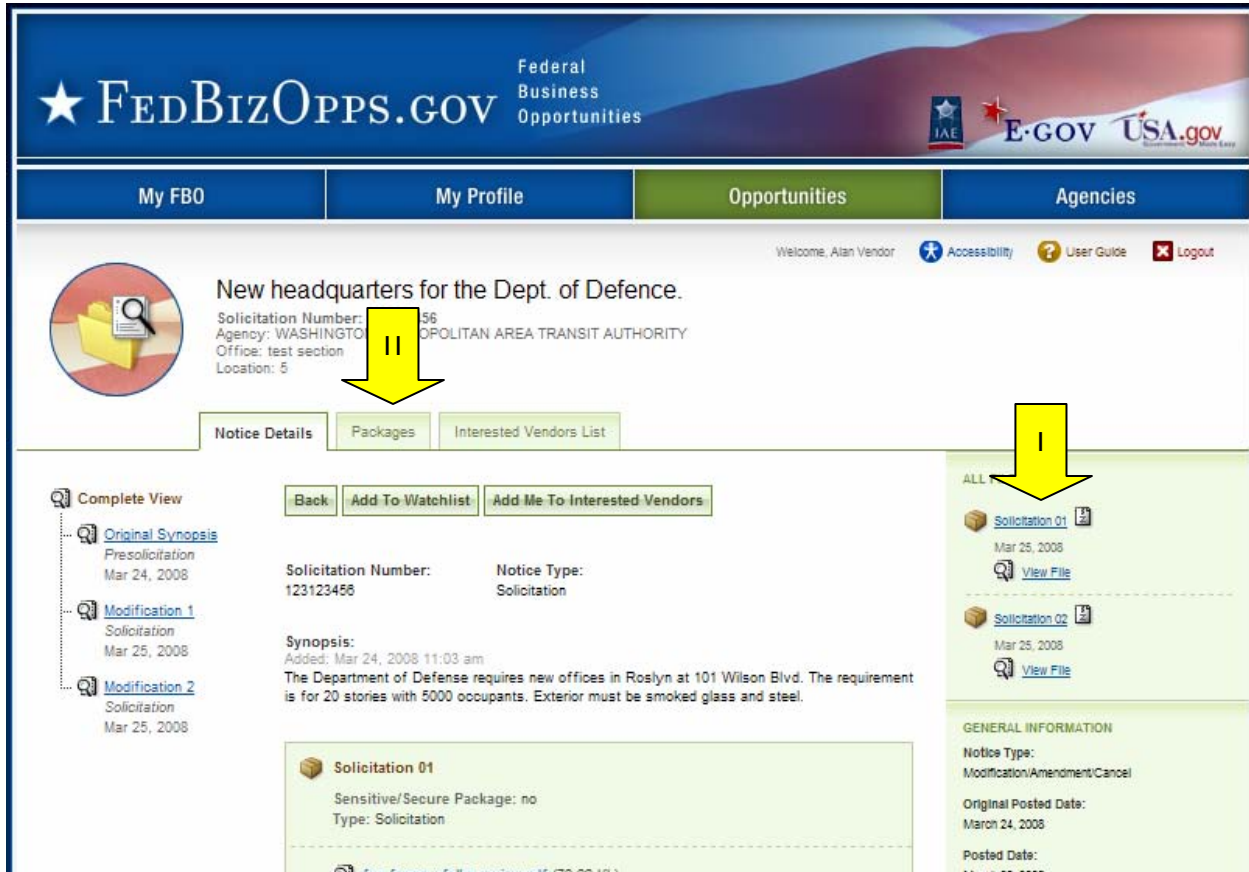 ★ FEDBIZOPPS.GOV
Federal
Business
Opportunities
IAE
E-GOV
USA.gov
My FBO
My Profile
Opportunities
Agencies
Welcome, Alan Vendor
Accessibility
User Guide
Logout
New headquarters for the Dept. of Defence.
Solicitation Number: 456
Agency: WASHINGTON OPOLITAN AREA TRANSIT AUTHORITY
Office: test section
Location: 5
II
I
Notice Details
Packages
Interested Vendors List
Complete View
Original Synopsis
Presolicitation
Mar 24, 2008
Modification 1
Solicitation
Mar 25, 2008
Modification 2
Solicitation
Mar 25, 2008
Back
Add To Watchlist
Add Me To Interested Vendors
Solicitation Number:
123123456
Notice Type:
Solicitation
Synopsis:
Added: Mar 24, 2008 11:03 am
The Department of Defense requires new offices in Roslyn at 101 Wilson Blvd. The requirement
is for 20 stories with 5000 occupants. Exterior must be smoked glass and steel.
Solicitation 01
Sensitive/Secure Package: no
Type: Solicitation
ALL
Solicitation 01
Mar 25, 2008
View File
Solicitation 02
Mar 25, 2008
View File
GENERAL INFORMATION
Notice Type:
Modification/Amendment/Cancel
Original Posted Date:
March 24, 2008
Posted Date: